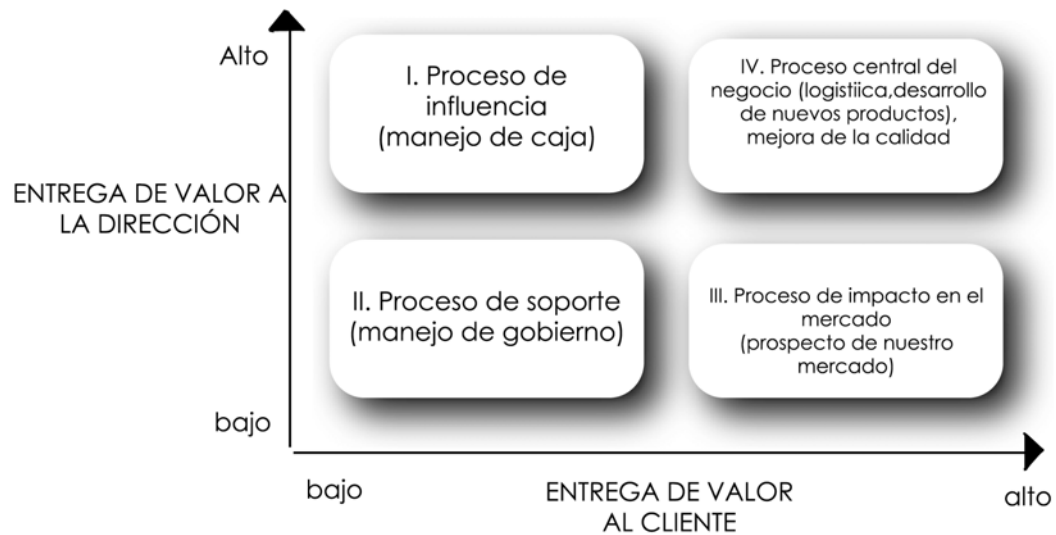 Alto
I. Proceso de
influencia
(manejo de caja)
IV. Proceso central del
negocio (logistiica,desarrollo
de nuevos productos),
mejora de la calidad
ENTREGA DE VALOR A
LA DIRECCIÓN
II. Proceso de soporte
(manejo de gobierno)
III. Proceso de impacto en el
mercado
(prospecto de nuestro
mercado)
bajo
bajo
ENTREGA DE VALOR
AL CLIENTE
alto